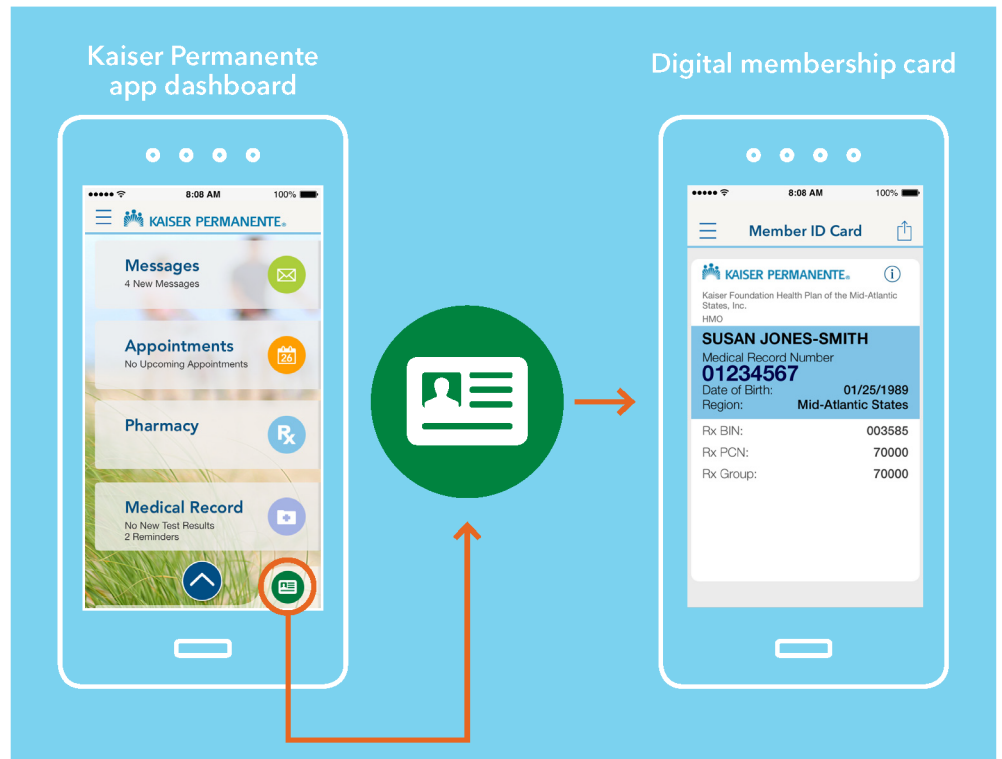 Kaiser Permanente
app dashboard
8:08 AM 100%
KAISER PERMANENTE®
Messages
4 New Messages
Appointments
No Upcoming Appointments
26
Pharmacy
Rx
Medical Record
No New Test Results
2 Reminders
Digital membership card
8:08 AM 100%
Member ID Card
KAISER PERMANENTE® i
Kaiser Foundation Health Plan of the Mid-Atlantic
States, Inc.
HMO
SUSAN JONES-SMITH
Medical Record Number
01234567
Date of Birth: 01/25/1989
Region: Mid-Atlantic States
Rx BIN: 003585
Rx PCN: 70000
Rx Group: 70000